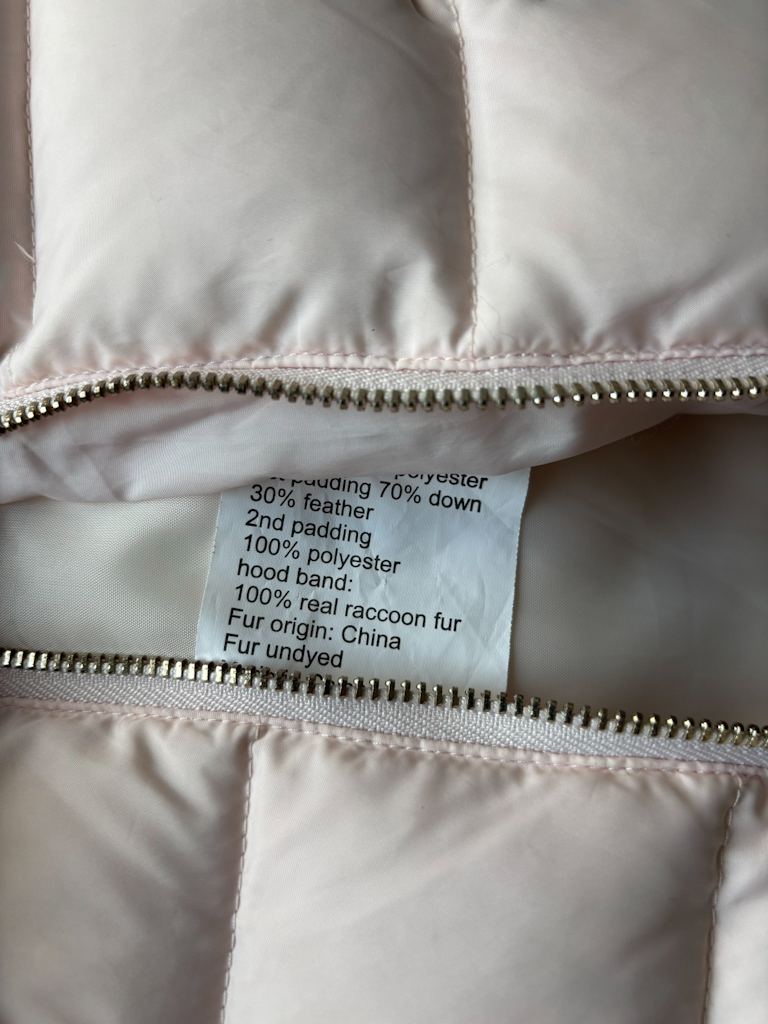 polyester
padding 70% down
30% feather
2nd padding
100% polyester
hood band:
100% real raccoon fur
Fur origin: China
Fur undyed